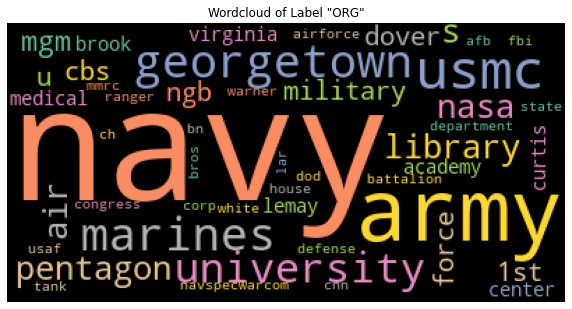 Wordcloud of Label "ORG"
mgm brook virginia airforce dover s afb fbi
u cbs georgetown usmc
medical mmrc ranger ngb warner military nasa state
navy ch bn department
bros lar library academy curtis
air congress corp white house dod battalion army
marines lemay force
usaf pentagon university defense 1st
tank navspecwarcom cnn center